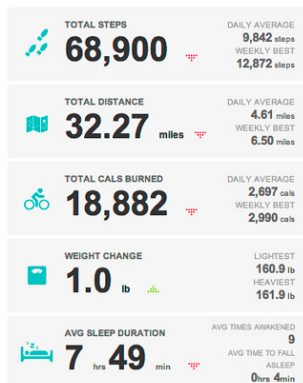 TOTAL STEPS
68,900
DAILY AVERAGE
9,842 steps
WEEKLY BEST
12,872 steps
TOTAL DISTANCE
32.27 miles
DAILY AVERAGE
4.61 miles
WEEKLY BEST
6.50 miles
TOTAL CALS BURNED
18,882
DAILY AVERAGE
2,697 cals
WEEKLY BEST
2,990 cals
WEIGHT CHANGE
1.0 lb
LIGHTEST
160.9 lb
HEAVIEST
161.9 lb
AVG SLEEP DURATION
7 hrs 49 min
AVG TIMES AWAKENED
9
AVG TIME TO FALL
ASLEEP
0hrs 4min